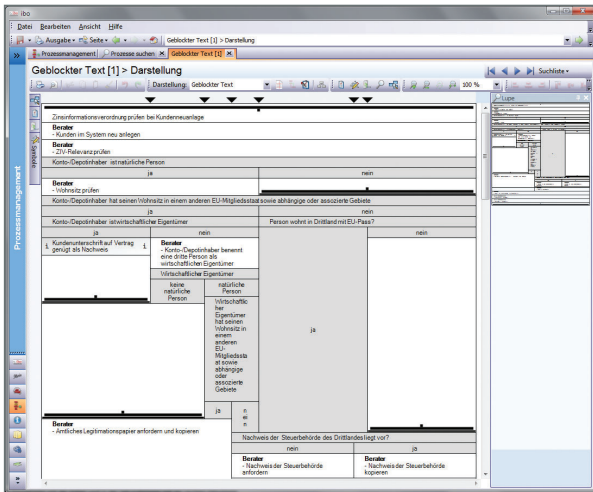 ibo
Datei Bearbeiten Ansicht Hilfe
Ausgabe Seite Geblockter Text [1] > Darstellung
Prozessmanagement Prozesse suchen Geblockter Text [1]
Geblockter Text [1] > Darstellung
Suchliste
Darstellung: Geblockter Text 100 %
Lupe
Symbole
Prozessmanagement
Zinsinformationsverordnung prüfen bei Kundenneuanlage
Berater
- Kunden im System neu anlegen
Berater
- ZIV-Relevanz prüfen
Konto-/Depotinhaber ist natürliche Person
ja nein
Berater
- Wohnsitz prüfen
Konto-/Depotinhaber hat seinen Wohnsitz in einem anderen EU-Mitgliedsstaat sowie abhängige oder assozierte Gebiete
ja nein
Konto-/Depotinhaber ist wirtschaftlicher Eigentümer Person wohnt in Drittland mit EU-Pass?
ja nein nein
i Kundenunterschrift auf Vertrag i
genügt als Nachweis
Berater
- Konto-/Depotinhaber benennt
eine dritte Person als
wirtschaftlichen Eigentümer
Wirtschaftlicher Eigentümer
keine
natürliche
Person
natürliche
Person
Wirtschaftlic
her
Eigentümer
hat seinen
Wohnsitz in
einem
anderen
EU-
Mitgliedssta
at sowie
abhängige
oder
assozierte
Gebiete
ja
ja
n
ei
n
Berater
- Amtliches Legitimationspapier anfordern und kopieren
Nachweis der Steuerbehörde des Drittlandes liegt vor?
nein ja
Berater
- Nachweis der Steuerbehörde
anfordern
Berater
- Nachweis der Steuerbehörde
kopieren